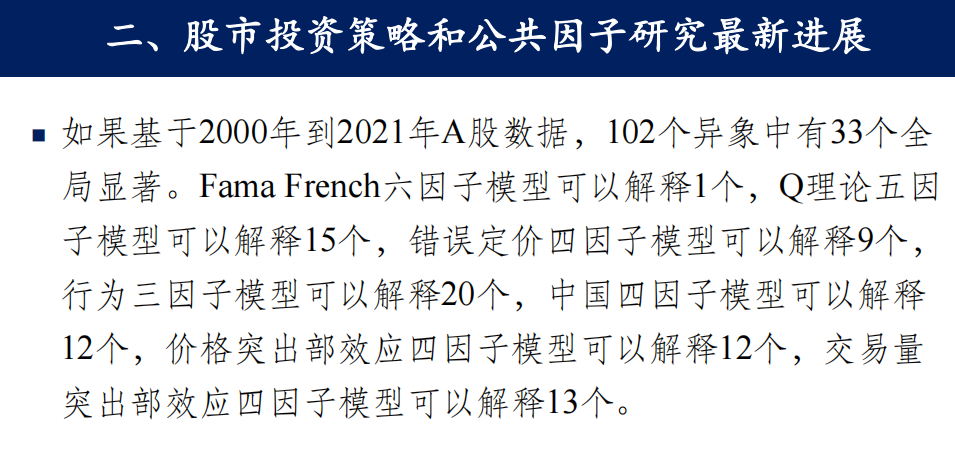 二、股市投资策略和公共因子研究最新进展
■ 如果基于2000年到2021年A股数据，102个异象中有33个全
局显著。Fama French六因子模型可以解释1个，Q理论五因
子模型可以解释15个，错误定价四因子模型可以解释9个，
行为三因子模型可以解释20个，中国四因子模型可以解释
12个，价格突出部效应四因子模型可以解释12个，交易量
突出部效应四因子模型可以解释13个。